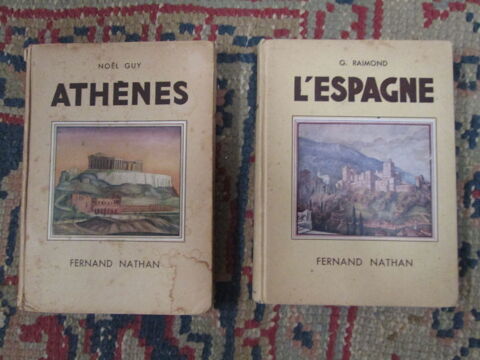 NOËL GUY
ATHÈNES
FERNAND NATHAN
G. RAIMOND
L'ESPAGNE
FERNAND NATHAN